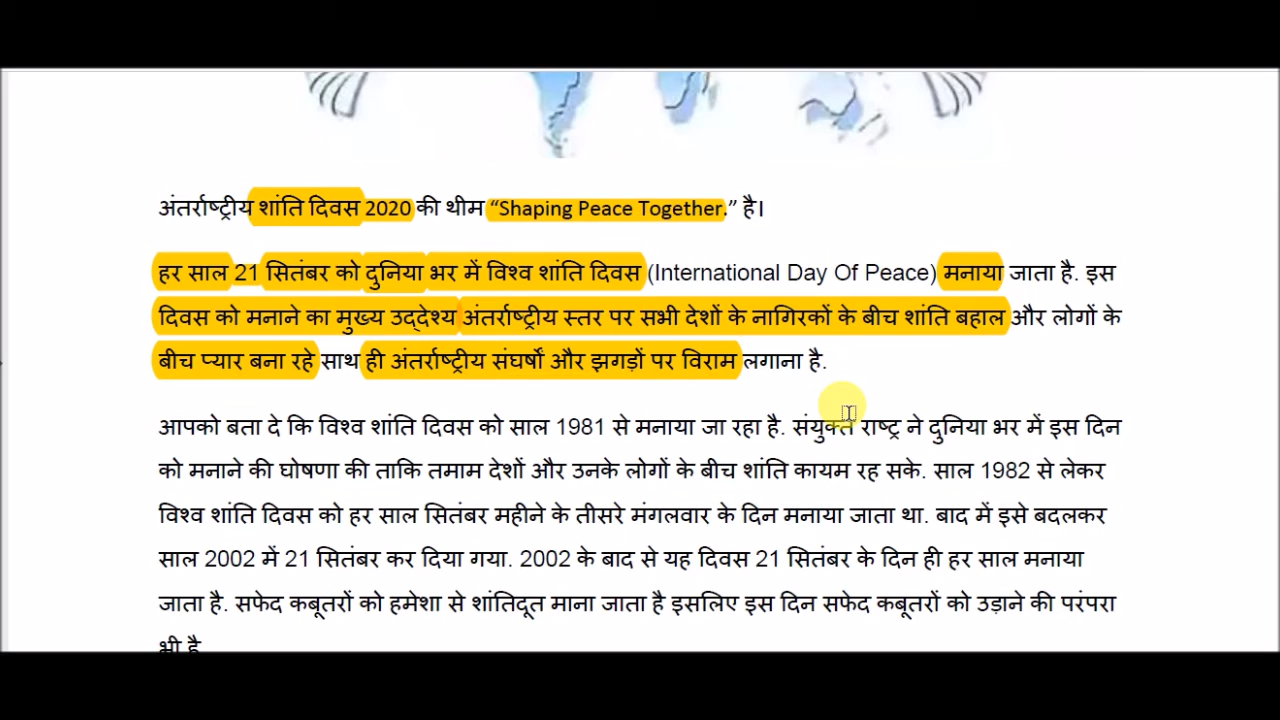 अंतर्राष्ट्रीय शांति दिवस 2020 की थीम “Shaping Peace Together.” है।
हर साल 21 सितंबर को दुनिया भर में विश्व शांति दिवस (International Day Of Peace) मनाया जाता है. इस
दिवस को मनाने का मुख्य उद्देश्य अंतर्राष्ट्रीय स्तर पर सभी देशों के नागिरकों के बीच शांति बहाल और लोगों के
बीच प्यार बना रहे साथ ही अंतर्राष्ट्रीय संघर्षों और झगड़ों पर विराम लगाना है.
आपको बता दे कि विश्व शांति दिवस को साल 1981 से मनाया जा रहा है. संयुक्त राष्ट्र ने दुनिया भर में इस दिन
को मनाने की घोषणा की ताकि तमाम देशों और उनके लोगों के बीच शांति कायम रह सके. साल 1982 से लेकर
विश्व शांति दिवस को हर साल सितंबर महीने के तीसरे मंगलवार के दिन मनाया जाता था. बाद में इसे बदलकर
साल 2002 में 21 सितंबर कर दिया गया. 2002 के बाद से यह दिवस 21 सितंबर के दिन ही हर साल मनाया
जाता है. सफेद कबूतरों को हमेशा से शांतिदूत माना जाता है इसलिए इस दिन सफेद कबूतरों को उड़ाने की परंपरा
भी है.